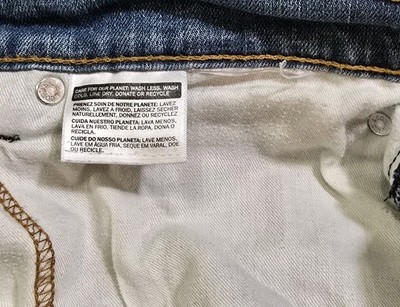 CARE FOR OUR PLANET: WASH LESS, WASH
COLD, LINE DRY, DONATE OR RECYCLE
PRENEZ SOIN DE NOTRE PLANETE: LAVEZ
MOINS, LAVEZ A FROID, LAISSEZ SECHER
NATURELLEMENT, DONNEZ OU RECYCLEZ
CUIDA NUESTRO PLANETA: LAVA MENOS,
LAVA EN FRIO, TIENDE LA ROPA, DONA O
RECICLA.
CUIDE DO NOSSO PLANETA: LAVE MENOS,
LAVE EM ÁGUA FRIA, SEQUE EM VARAL, DOE
OU RECICLE.